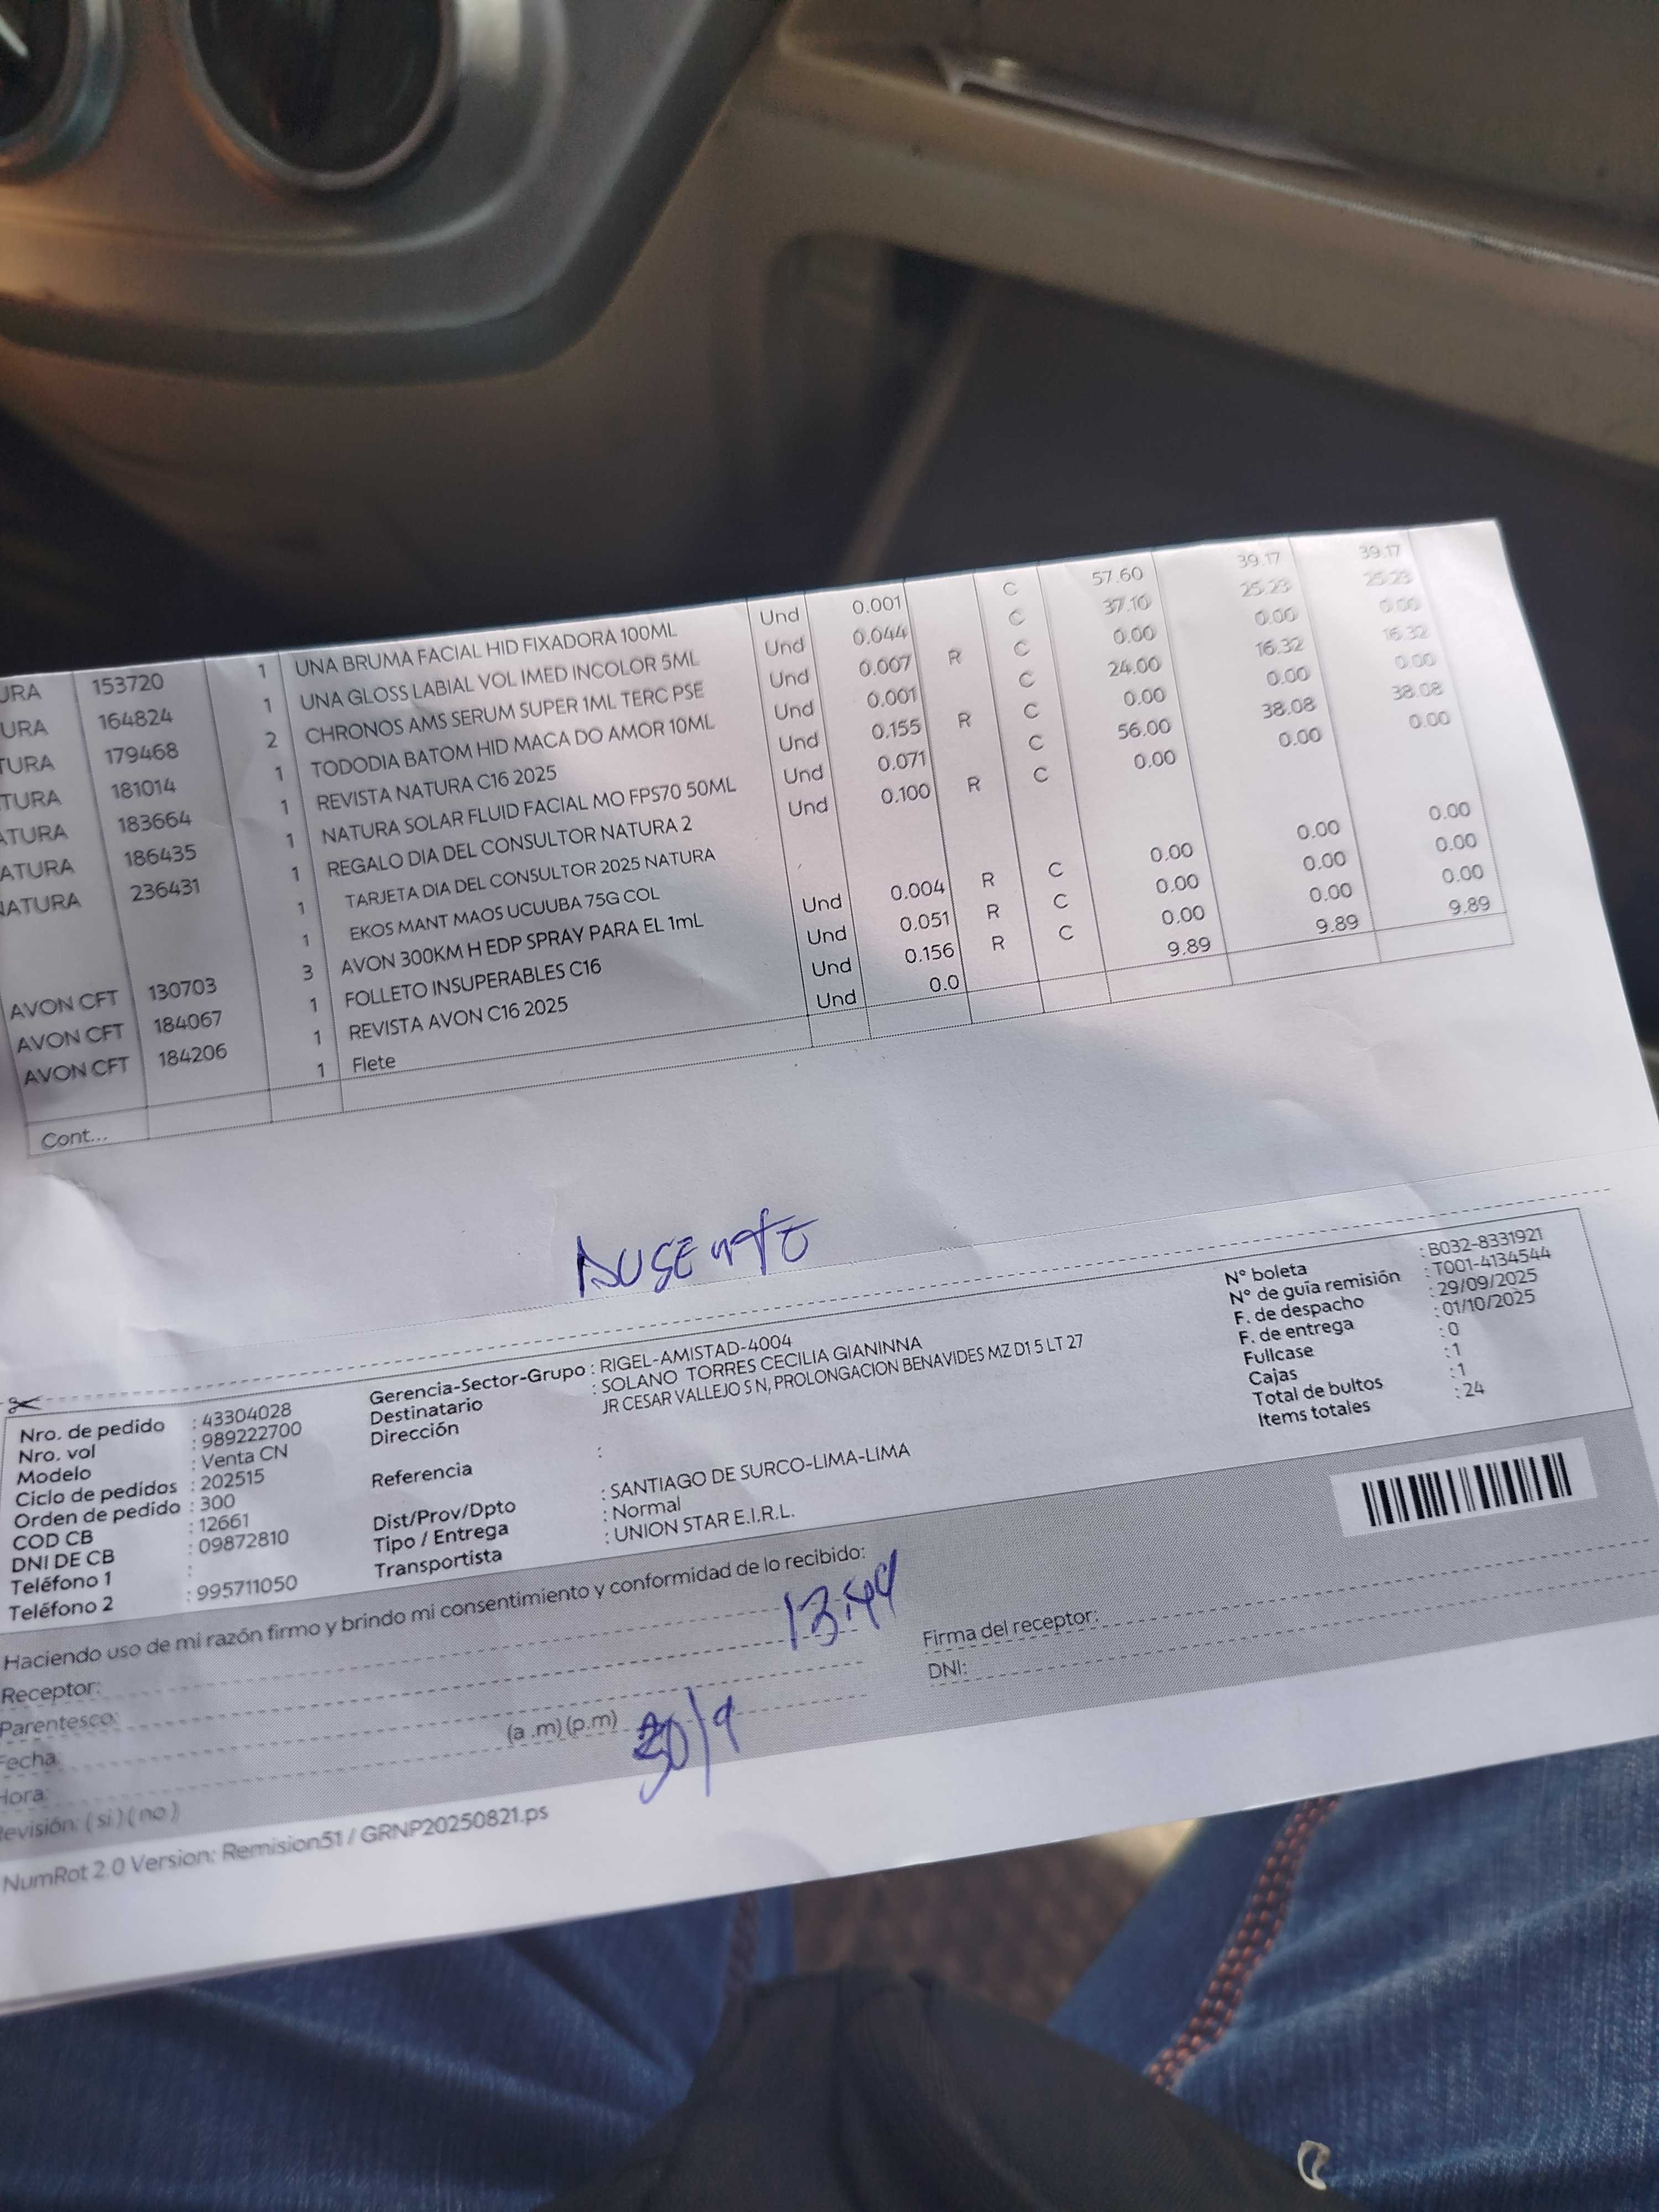 URA 153720 1 UNA BRUMA FACIAL HID FIXADORA 100ML Und 0.001 C 57.60 39.17 39.17
URA 164824 1 UNA GLOSS LABIAL VOL IMED INCOLOR 5ML Und 0.044 C 37.10 25.23 25.23
TURA 179468 2 CHRONOS AMS SERUM SUPER 1ML TERC PSE Und 0.007 R C 0.00 0.00 0.00
TURA 181014 1 TODODIA BATOM HID MACA DO AMOR 10ML Und 0.001 C 24.00 16.32 16.32
ATURA 183664 1 REVISTA NATURA C16 2025 Und 0.155 R C 0.00 0.00 0.00
ATURA 186435 1 NATURA SOLAR FLUID FACIAL MO FPS70 50ML Und 0.071 C 56.00 38.08 38.08
NATURA 236431 1 REGALO DIA DEL CONSULTOR NATURA 2 Und 0.100 R C 0.00 0.00 0.00
1 TARJETA DIA DEL CONSULTOR 2025 NATURA
1 EKOS MANT MAOS UCUUBA 75G COL
AVON CFT 130703 3 AVON 300KM H EDP SPRAY PARA EL 1mL Und 0.004 R C 0.00 0.00 0.00
AVON CFT 184067 1 FOLLETO INSUPERABLES C16 Und 0.051 R C 0.00 0.00 0.00
AVON CFT 184206 1 REVISTA AVON C16 2025 Und 0.156 R C 0.00 0.00 0.00
1 Flete Und 0.0 9.89 9.89 9.89
Cont...
AUSENTE
Nro. de pedido : 43304028
Nro. vol : 989222700
Modelo : Venta CN
Ciclo de pedidos : 202515
Orden de pedido : 300
COD CB : 12661
DNI DE CB : 09872810
Teléfono 1 :
Teléfono 2 : 995711050
Gerencia-Sector-Grupo : RIGEL-AMISTAD-4004
Destinatario : SOLANO TORRES CECILIA GIANINNA
Dirección JR CESAR VALLEJO S N, PROLONGACION BENAVIDES MZ D1 5 LT 27
Referencia :
Dist/Prov/Dpto : SANTIAGO DE SURCO-LIMA-LIMA
Tipo / Entrega : Normal
Transportista : UNION STAR E.I.R.L.
N° boleta : B032-8331921
N° de guía remisión : T001-4134544
F. de despacho : 29/09/2025
F. de entrega : 01/10/2025
Fullcase : 0
Cajas : 1
Total de bultos : 1
Items totales : 24
Haciendo uso de mi razón firmo y brindo mi consentimiento y conformidad de lo recibido:
Receptor:
13:44
Parentesco:
Fecha:
Hora: (a .m) (p.m)
30/9
Revisión: ( si ) ( no )
Firma del receptor:
DNI:
NumRot 2.0 Version: Remision51 / GRNP20250821.ps